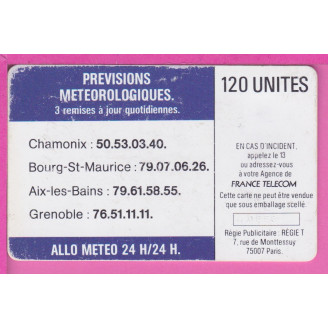 PREVISIONS
METEOROLOGIQUES.
3 remises à jour quotidiennes.
Chamonix : 50.53.03.40.
Bourg-St-Maurice : 79.07.06.26.
Aix-les-Bains : 79.61.58.55.
Grenoble : 76.51.11.11.
ALLO METEO 24 H/24 H.
120 UNITES
EN CAS D'INCIDENT,
appelez le 13
ou adressez-vous
à votre Agence de
FRANCE TELECOM
Cette carte ne peut être vendue
que sous emballage scellé.
Régie Publicitaire : RÉGIE T
7, rue de Monttessuy
75007 Paris.